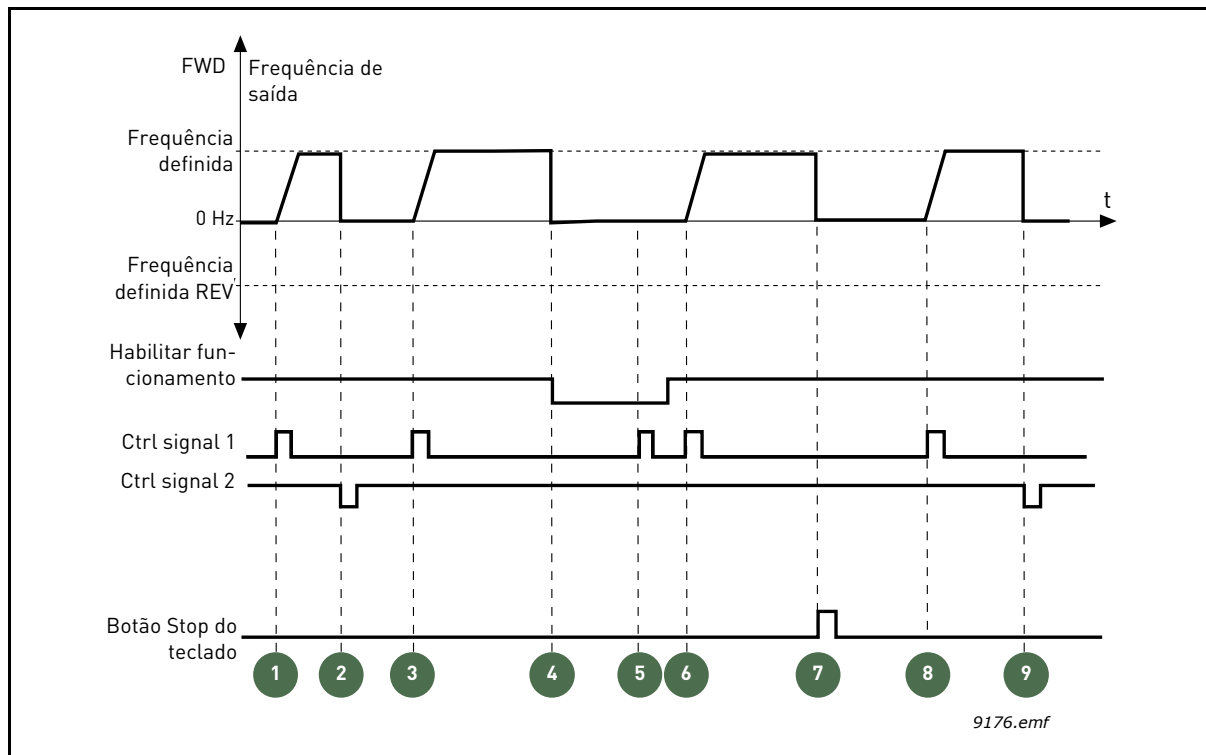 FWD
Frequência de
saída
Frequência
definida
0 Hz
t
Frequência
definida REV
Habilitar fun-
cionamento
Ctrl signal 1
Ctrl signal 2
Botão Stop do
teclado
1 2 3 4 5 6 7 8 9
9176.emf